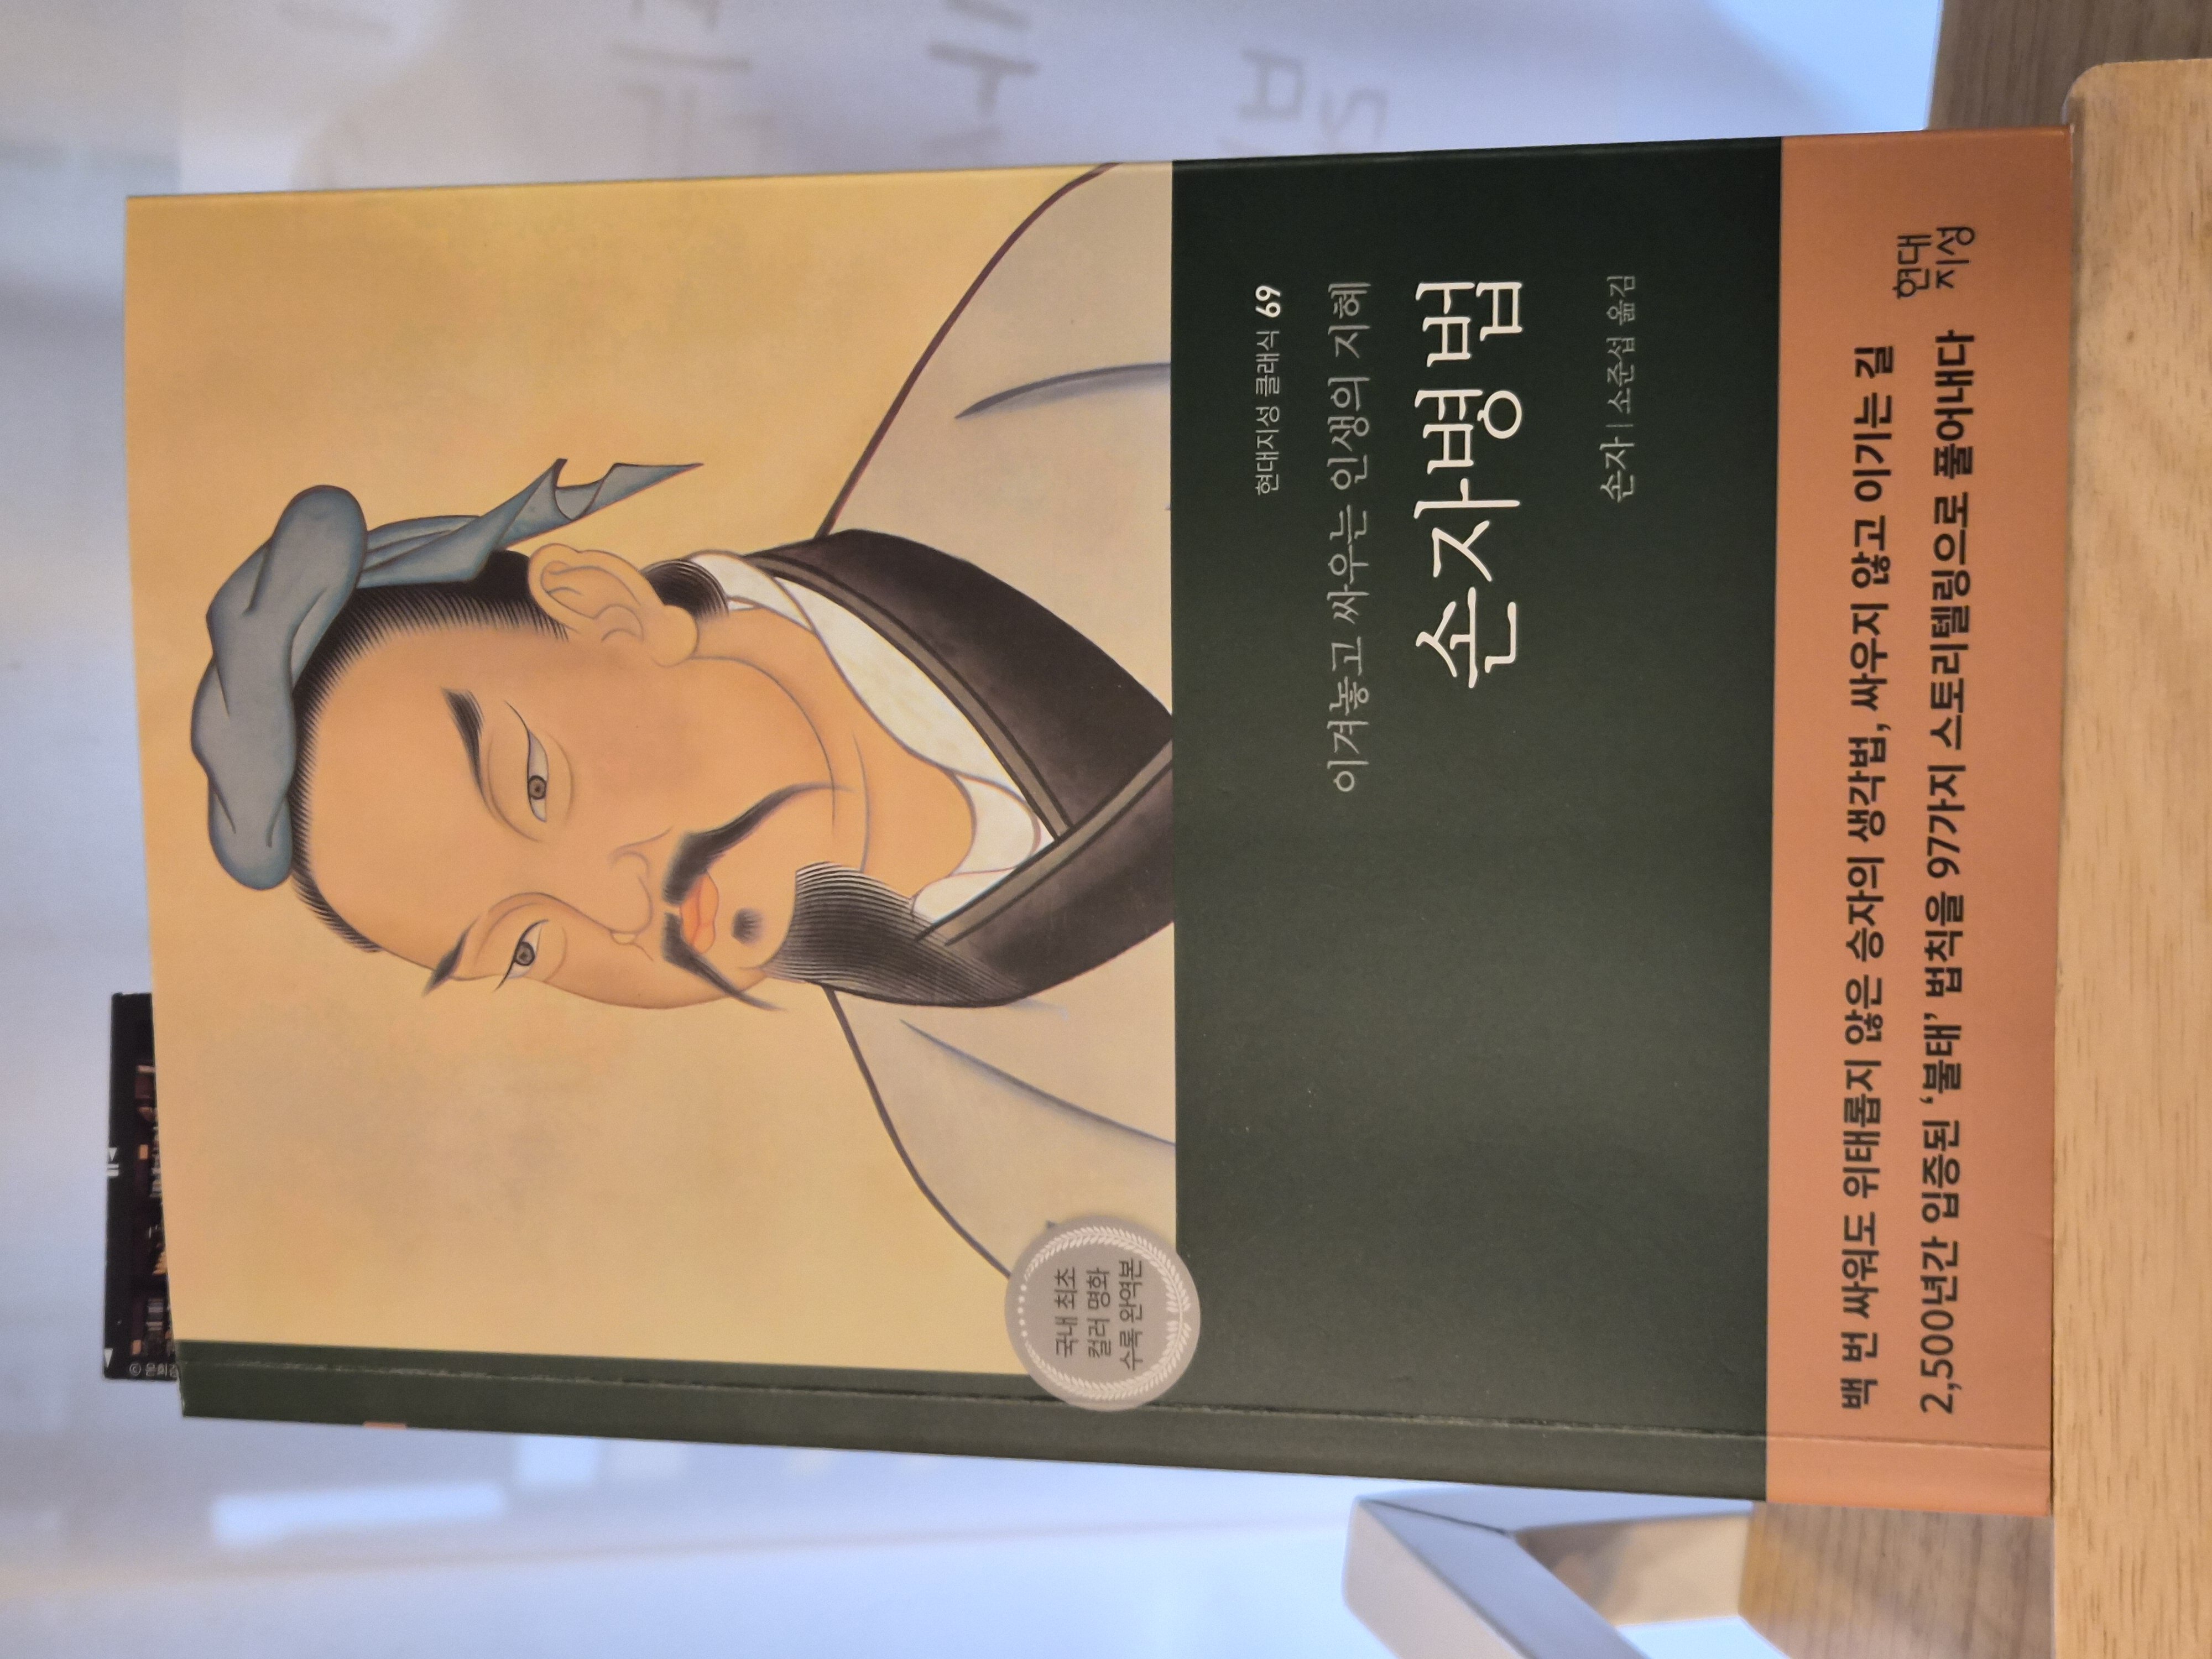 국내 최초
컬러 명화
수록 완역본
현대지성 클래식 69
이겨놓고 싸우는 인생의 지혜
손자병법
손자 | 소준섭 옮김
백 번 싸워도 위태롭지 않은 승자의 생각법, 싸우지 않고 이기는 길
2,500년간 입증된 ‘불태’ 법칙을 97가지 스토리텔링으로 풀어내다
현대
지성